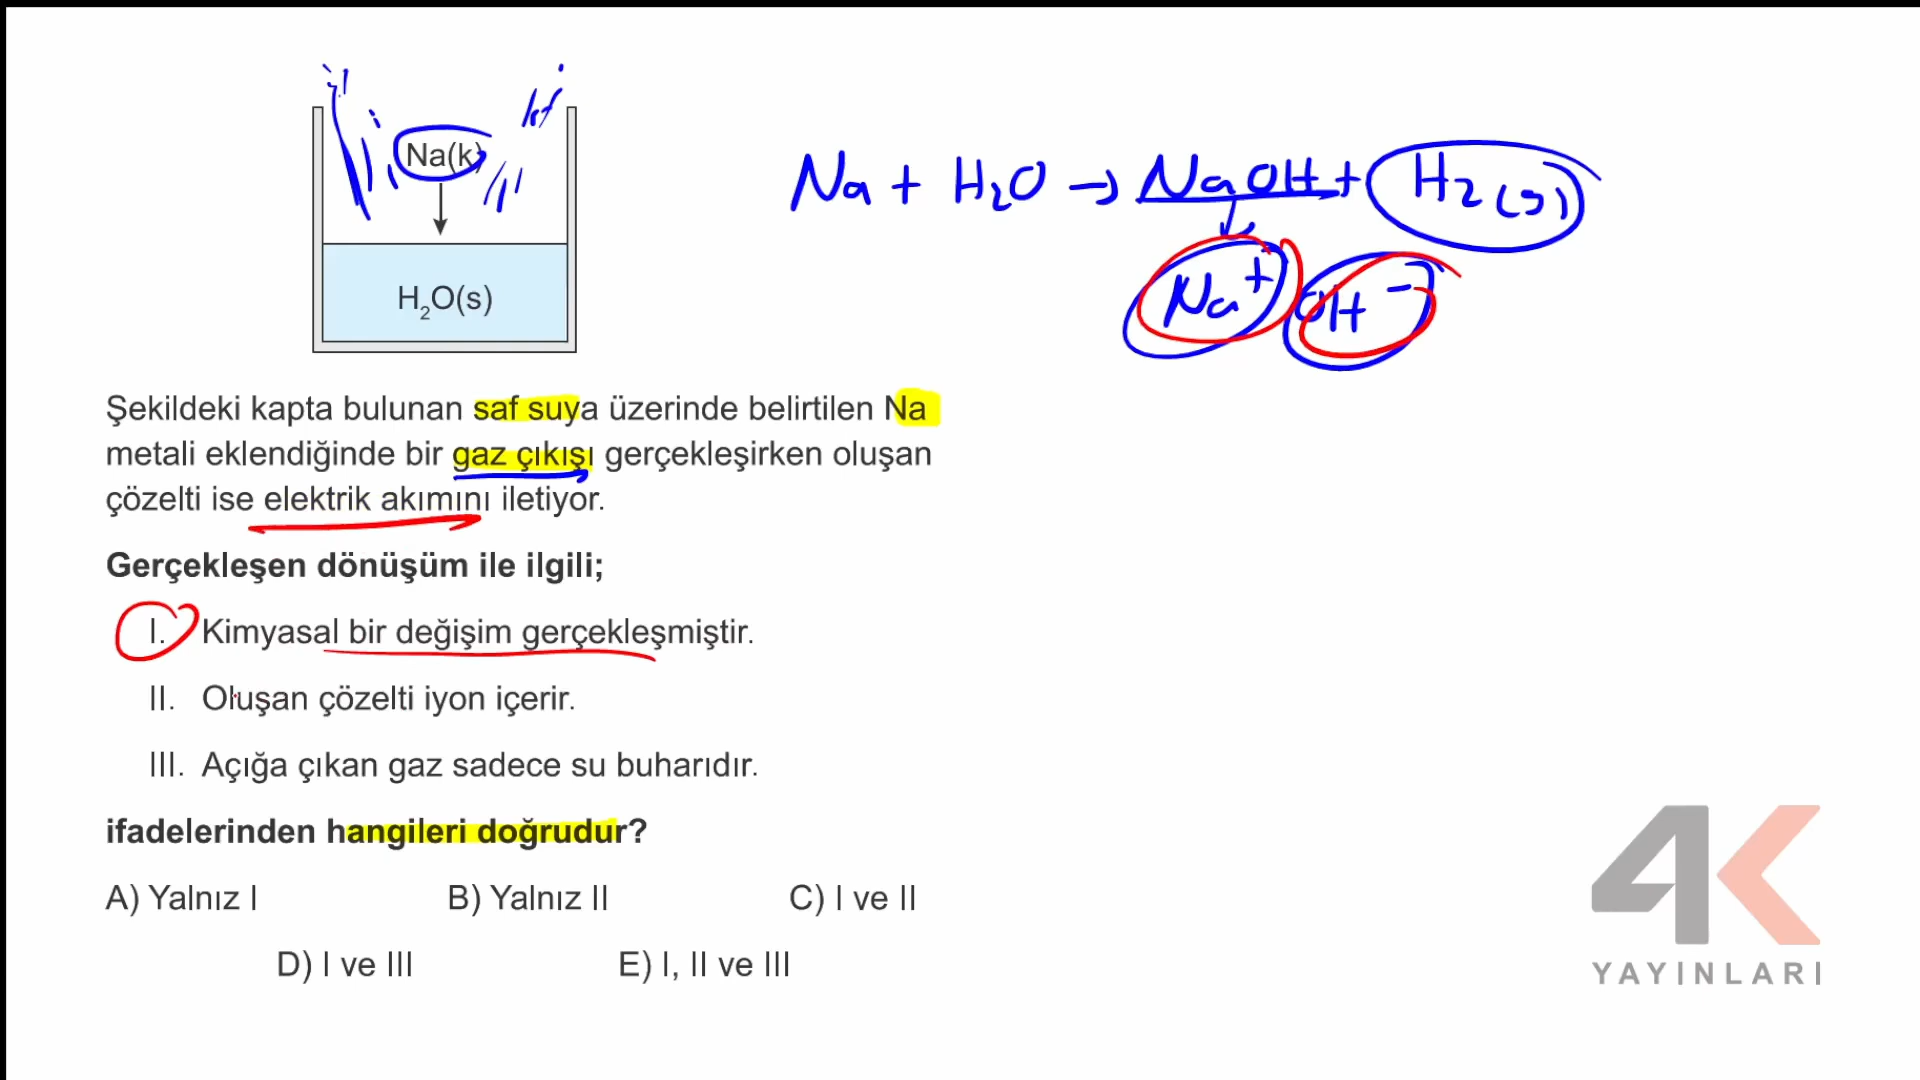 Na(k)
H₂O(s)
Na + H₂O → NaOH + H₂(g)
Na⁺ OH⁻
Şekildeki kapta bulunan saf suya üzerinde belirtilen Na
metali eklendiğinde bir gaz çıkışı gerçekleşirken oluşan
çözelti ise elektrik akımını iletiyor.
Gerçekleşen dönüşüm ile ilgili;
I. Kimyasal bir değişim gerçekleşmiştir.
II. Oluşan çözelti iyon içerir.
III. Açığa çıkan gaz sadece su buharıdır.
ifadelerinden hangileri doğrudur?
A) Yalnız I B) Yalnız II C) I ve II
D) I ve III E) I, II ve III
4K
YAYINLARI